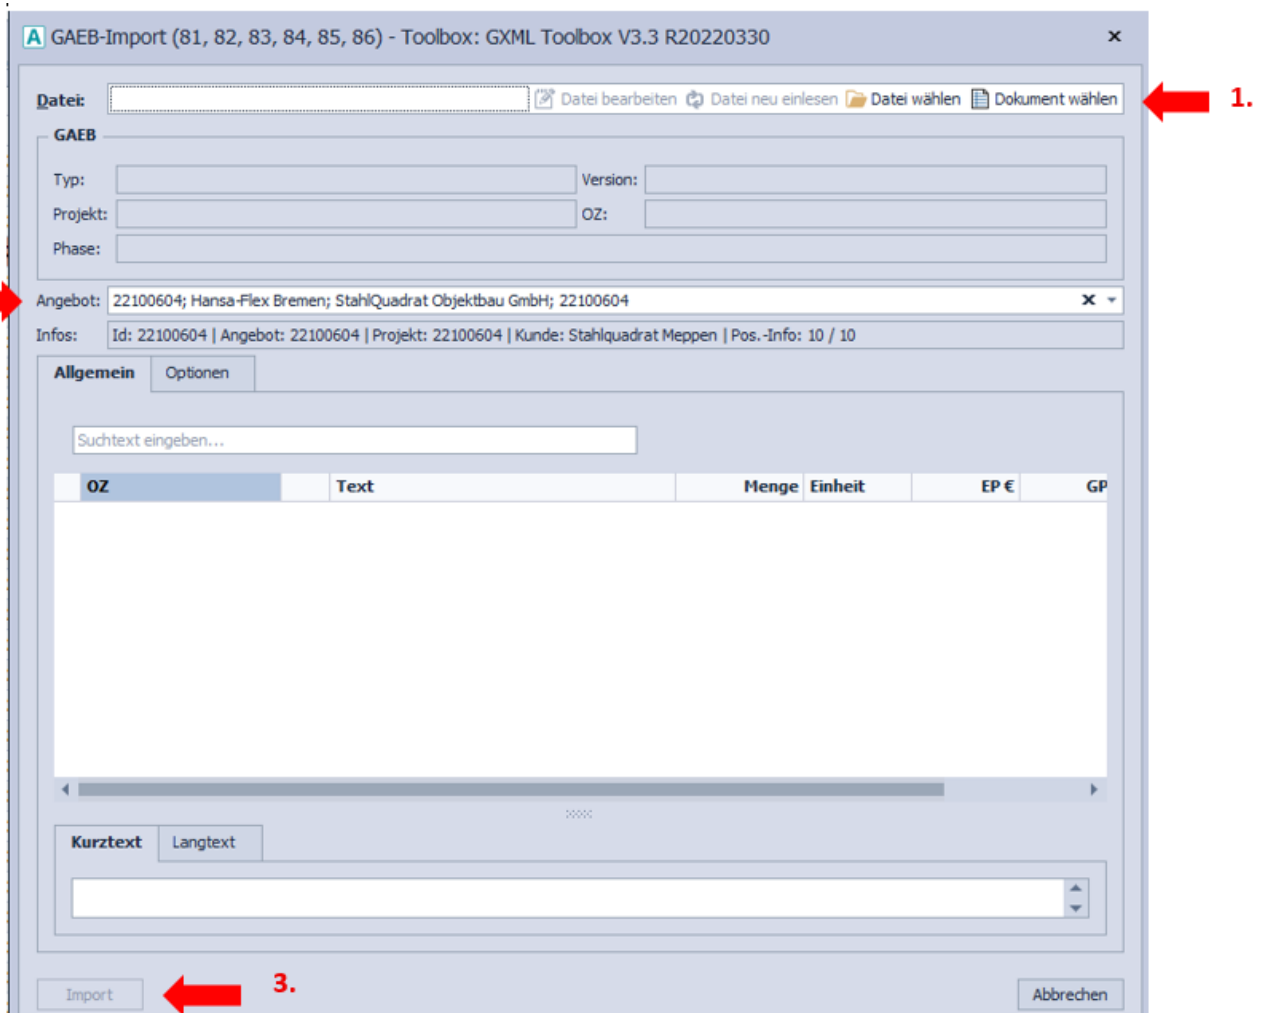 A GAEB-Import (81, 82, 83, 84, 85, 86) - Toolbox: GXML Toolbox V3.3 R20220330
Datei: Datei bearbeiten Datei neu einlesen Datei wählen Dokument wählen 1.
GAEB
Typ: Version:
Projekt: OZ:
Phase:
Angebot: 22100604; Hansa-Flex Bremen; StahlQuadrat Objektbau GmbH; 22100604
Infos: Id: 22100604 | Angebot: 22100604 | Projekt: 22100604 | Kunde: Stahlquadrat Meppen | Pos.-Info: 10 / 10
Allgemein Optionen
Suchtext eingeben...
OZ Text Menge Einheit EP € GP
Kurztext Langtext
Import 3. Abbrechen